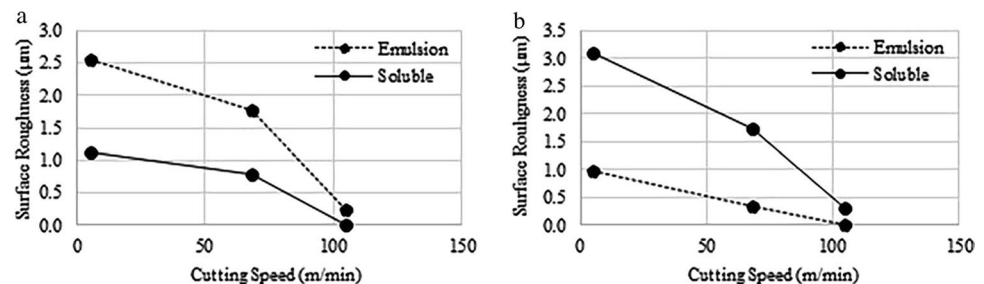 a
3.0
2.5
2.0
1.5
1.0
0.5
0.0
Surface Roughness (μm)
Emulsion
Soluble
0 50 100 150
Cutting Speed (m/min)
b
3.5
3.0
2.5
2.0
1.5
1.0
0.5
0.0
Surface Rouhgness (μm)
Emulsion
Soluble
0 50 100 150
Cutting Speed (m/min)